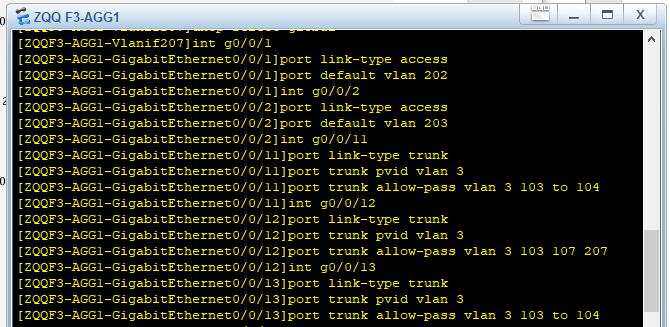 ZQQ F3-AGG1
[ZQQF3-AGG1-Vlanif207]int g0/0/1
[ZQQF3-AGG1-GigabitEthernet0/0/1]port link-type access
[ZQQF3-AGG1-GigabitEthernet0/0/1]port default vlan 202
[ZQQF3-AGG1-GigabitEthernet0/0/1]int g0/0/2
[ZQQF3-AGG1-GigabitEthernet0/0/2]port link-type access
[ZQQF3-AGG1-GigabitEthernet0/0/2]port default vlan 203
[ZQQF3-AGG1-GigabitEthernet0/0/2]int g0/0/11
[ZQQF3-AGG1-GigabitEthernet0/0/11]port link-type trunk
[ZQQF3-AGG1-GigabitEthernet0/0/11]port trunk pvid vlan 3
[ZQQF3-AGG1-GigabitEthernet0/0/11]port trunk allow-pass vlan 3 103 to 104
[ZQQF3-AGG1-GigabitEthernet0/0/11]int g0/0/12
[ZQQF3-AGG1-GigabitEthernet0/0/12]port link-type trunk
[ZQQF3-AGG1-GigabitEthernet0/0/12]port trunk pvid vlan 3
[ZQQF3-AGG1-GigabitEthernet0/0/12]port trunk allow-pass vlan 3 103 107 207
[ZQQF3-AGG1-GigabitEthernet0/0/12]int g0/0/13
[ZQQF3-AGG1-GigabitEthernet0/0/13]port link-type trunk
[ZQQF3-AGG1-GigabitEthernet0/0/13]port trunk pvid vlan 3
[ZQQF3-AGG1-GigabitEthernet0/0/13]port trunk allow-pass vlan 3 103 to 104